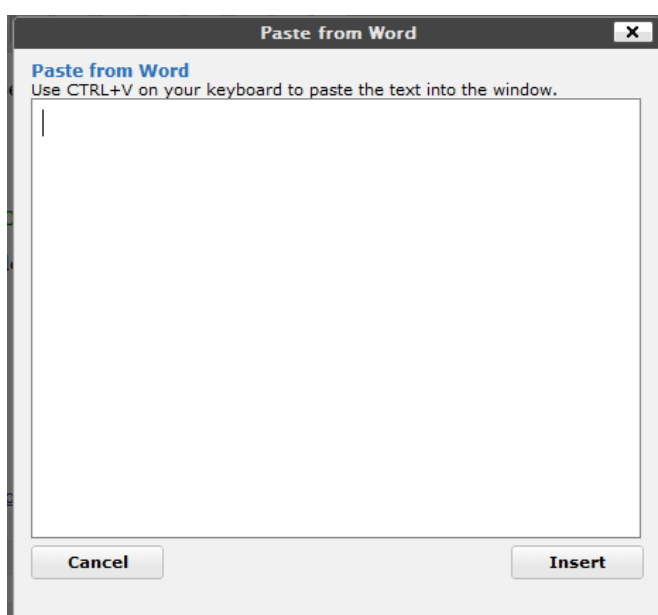 Paste from Word
Paste from Word
Use CTRL+V on your keyboard to paste the text into the window.
Cancel
Insert